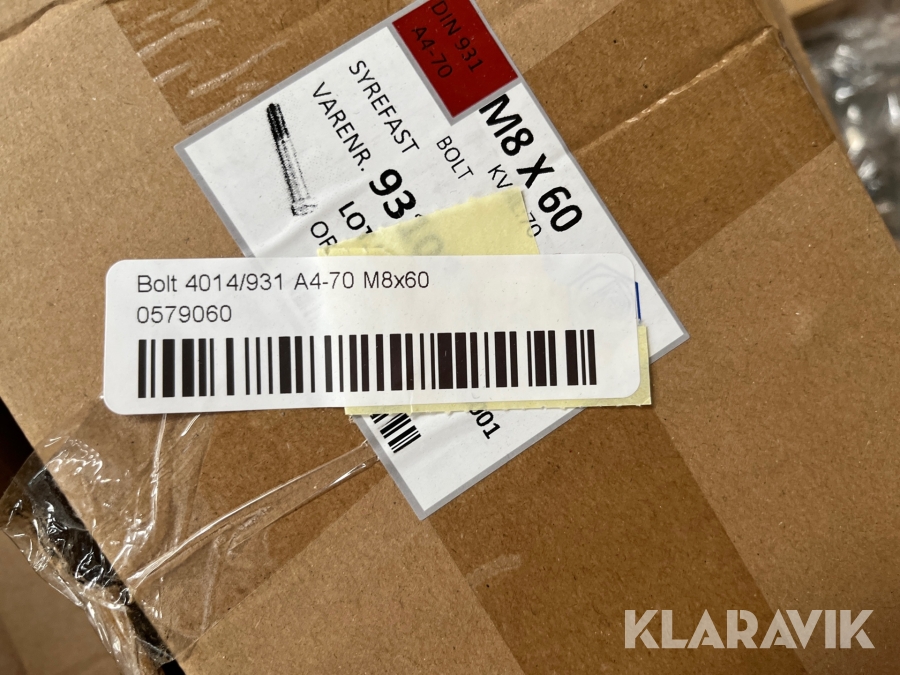 DIN 931
A4-70
SYREFAST
BOLT
M8 X 60
VARENR.
Bolt 4014/931 A4-70 M8x60
0579060
KLARAVIK